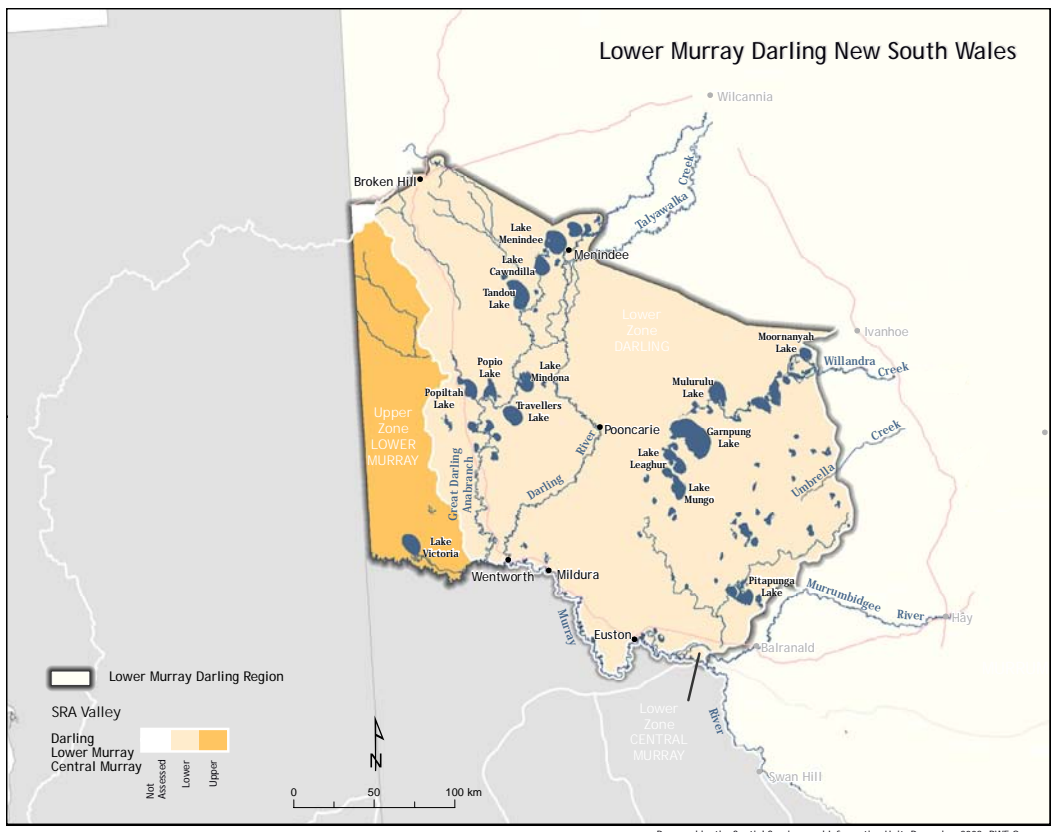 Lower Murray Darling New South Wales
Wilcannia
Broken Hill
Talyawalka
Creek
Lake
Menindee
Menindee
Lake
Cawndilla
Tandou
Lake
Lower
Zone
DARLING
Ivanhoe
Moornanyah
Lake
Willandra
Creek
Popio
Lake
Lake
Mindona
Popiltah
Lake
Travellers
Lake
Mulurulu
Lake
Upper
Zone
LOWER
MURRAY
Pooncarie
Garnpung
Lake
Lake
Leaghur
Lake
Mungo
Creek
Umbrella
Great Darling
Anabranch
Darling
River
Lake
Victoria
Wentworth
Mildura
Pitapunga
Lake
Murrumbidgee
River
Hay
Murray
Euston
Balranald
Lower
Zone
CENTRAL
MURRAY
River
Swan Hill
Lower Murray Darling Region
SRA Valley
Darling
Lower Murray
Central Murray
Not
Assessed
Lower
Upper
N
0 50 100 km